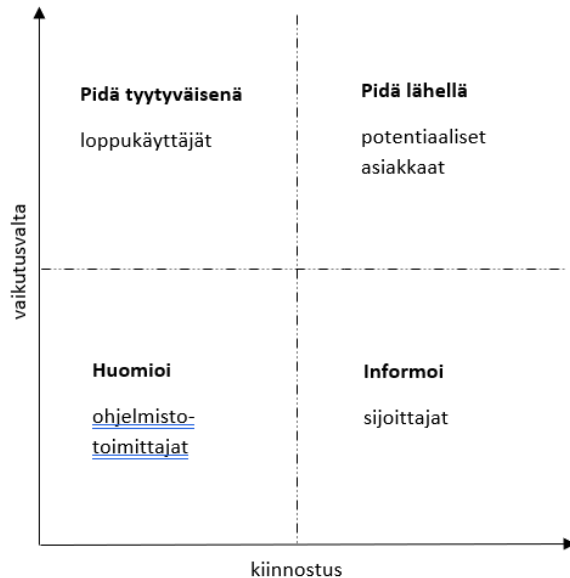 Pidä tyytyväisenä
loppukäyttäjät
Pidä lähellä
potentiaaliset
asiakkaat
vaikutusvalta
Huomioi
ohjelmisto-
toimittajat
Informoi
sijoittajat
kiinnostus